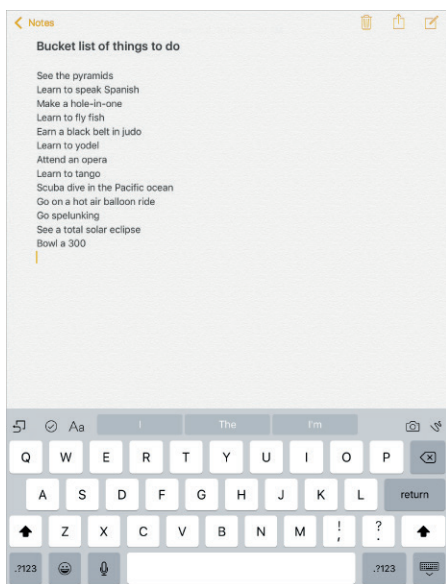 Notes
Bucket list of things to do
See the pyramids
Learn to speak Spanish
Make a hole-in-one
Learn to fly fish
Earn a black belt in judo
Learn to yodel
Attend an opera
Learn to tango
Scuba dive in the Pacific ocean
Go on a hot air balloon ride
Go spelunking
See a total solar eclipse
Bowl a 300
Aa I The I'm
Q W E R T Y U I O P
A S D F G H J K L return
Z X C V B N M ! , ? .
.?123 .?123